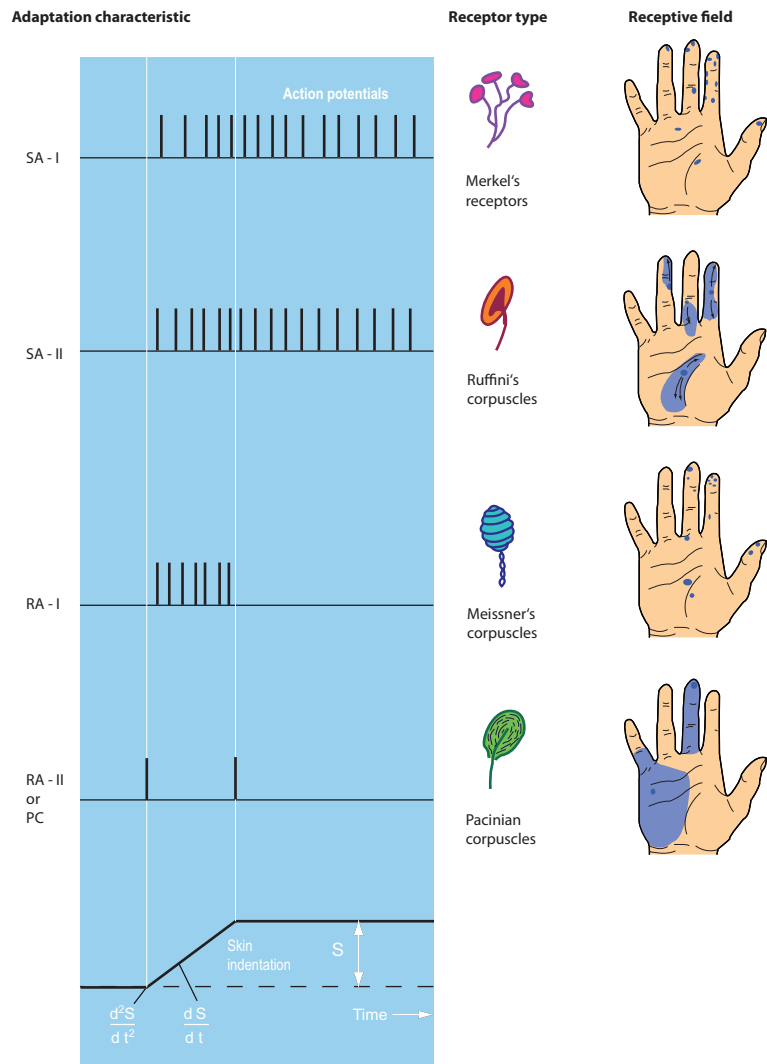 Adaptation characteristic
Receptor type
Receptive field
Action potentials
SA - I
Merkel's
receptors
SA - II
Ruffini's
corpuscles
RA - I
Meissner's
corpuscles
RA - II
or
PC
Pacinian
corpuscles
Skin
indentation
S
d²S
d t²
d S
d t
Time